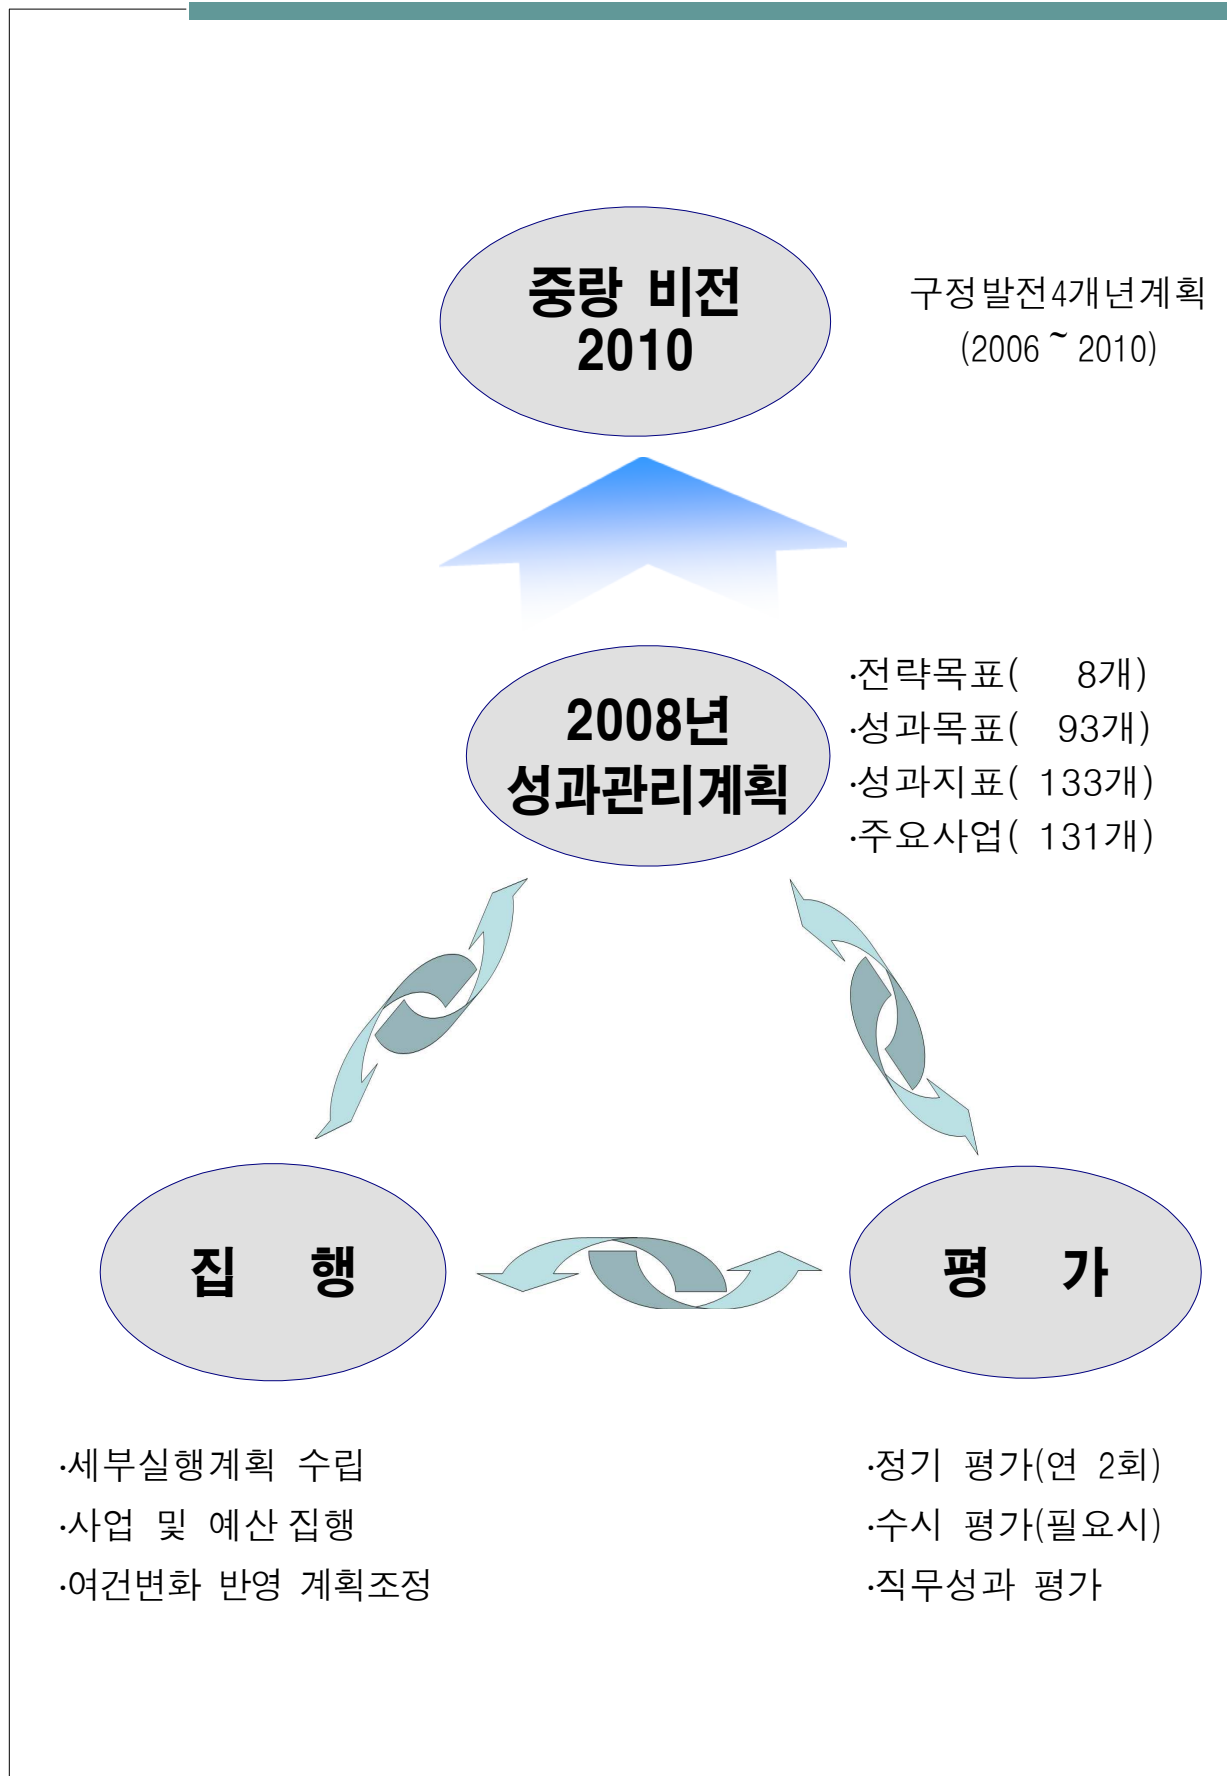 중랑 비전
2010
구정발전4개년계획
(2006 ~ 2010)
2008년
성과관리계획
·전략목표( 8개)
·성과목표( 93개)
·성과지표( 133개)
·주요사업( 131개)
집 행
평 가
·세부실행계획 수립
·사업 및 예산 집행
·여건변화 반영 계획조정
·정기 평가(연 2회)
·수시 평가(필요시)
·직무성과 평가